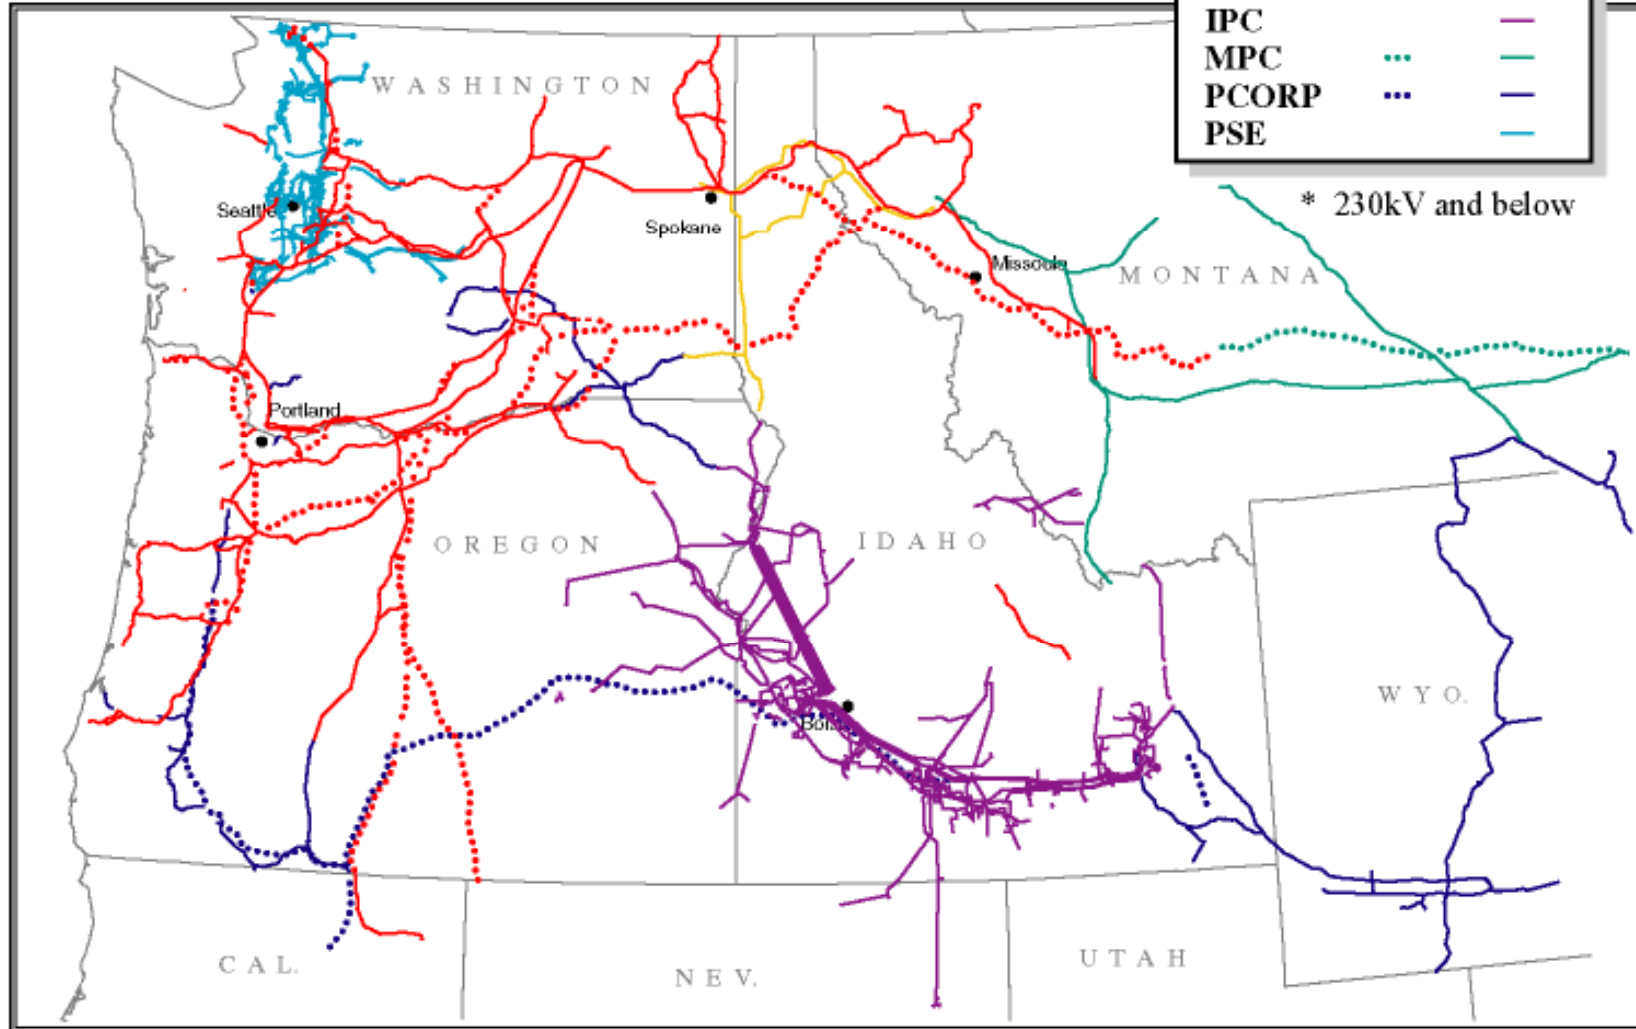 IPC
MPC
PCORP
PSE
* 230kV and below
WASHINGTON
Seattle
Spokane
Missoula
MONTANA
Portland
OREGON
IDAHO
WYO.
CAL.
NEV.
UTAH